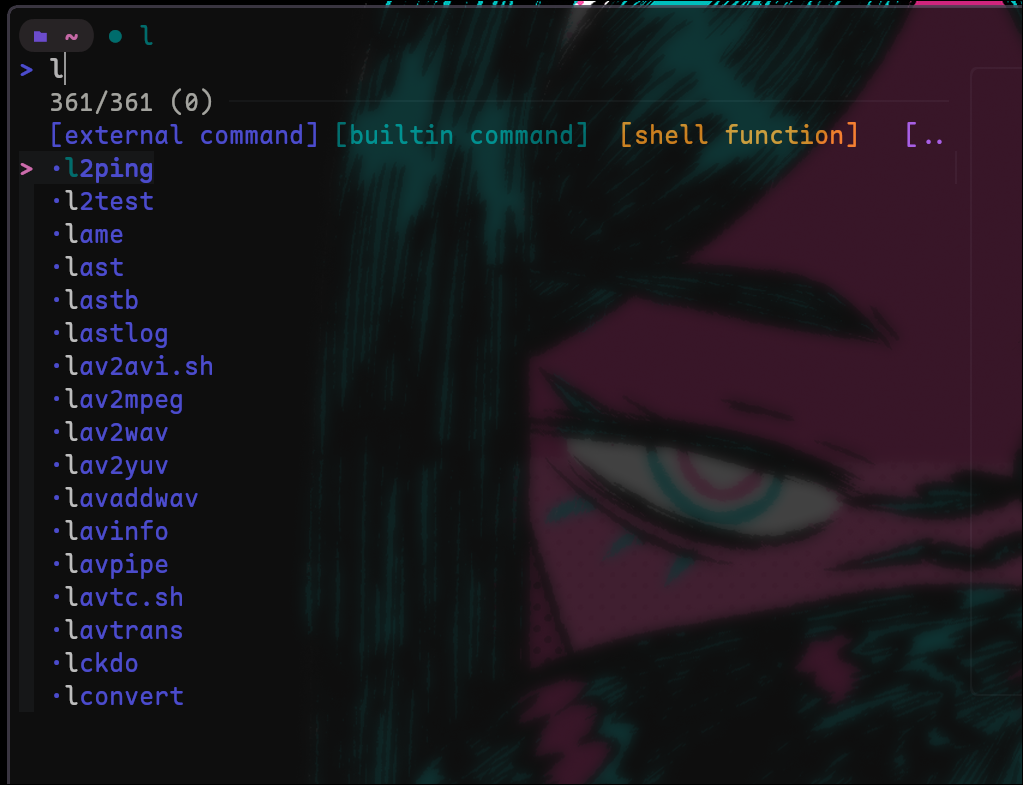 ~ ● l
> l
361/361 (0)
[external command] [builtin command] [shell function] [..
> ·l2ping
·l2test
·lame
·last
·lastb
·lastlog
·lav2avi.sh
·lav2mpeg
·lav2wav
·lav2yuv
·lavaddwav
·lavinfo
·lavpipe
·lavtc.sh
·lavtrans
·lckdo
·lconvert